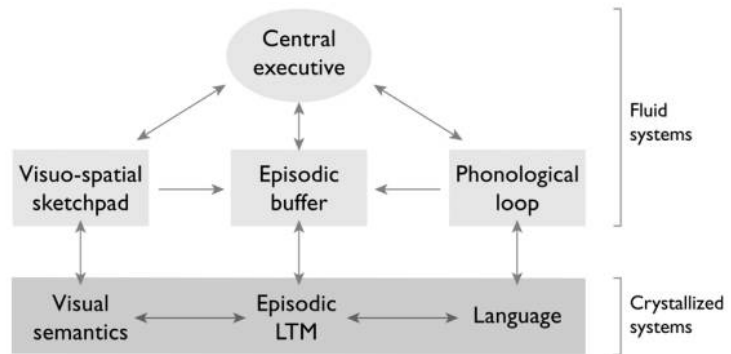 Central
executive
Fluid
systems
Visuo-spatial
sketchpad
Episodic
buffer
Phonological
loop
Visual
semantics
Episodic
LTM
Language
Crystallized
systems